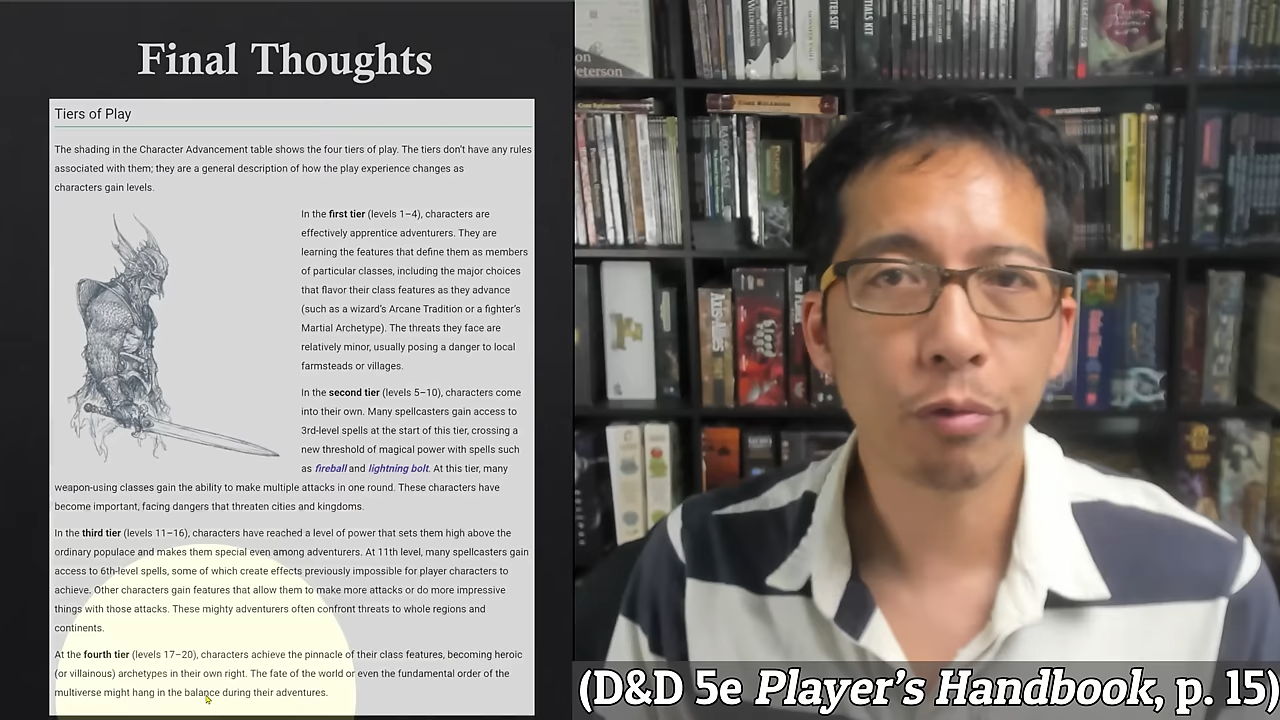 Final Thoughts
Tiers of Play
The shading in the Character Advancement table shows the four tiers of play. The tiers don't have any rules
associated with them; they are a general description of how the play experience changes as
characters gain levels.
In the first tier (levels 1–4), characters are
effectively apprentice adventurers. They are
learning the features that define them as members
of particular classes, including the major choices
that flavor their class features as they advance
(such as a wizard's Arcane Tradition or a fighter's
Martial Archetype). The threats they face are
relatively minor, usually posing a danger to local
farmsteads or villages.
In the second tier (levels 5–10), characters come
into their own. Many spellcasters gain access to
3rd-level spells at the start of this tier, crossing a
new threshold of magical power with spells such
as fireball and lightning bolt. At this tier, many
weapon-using classes gain the ability to make multiple attacks in one round. These characters have
become important, facing dangers that threaten cities and kingdoms.
In the third tier (levels 11–16), characters have reached a level of power that sets them high above the
ordinary populace and makes them special even among adventurers. At 11th level, many spellcasters gain
access to 6th-level spells, some of which create effects previously impossible for player characters to
achieve. Other characters gain features that allow them to make more attacks or do more impressive
things with those attacks. These mighty adventurers often confront threats to whole regions and
continents.
At the fourth tier (levels 17–20), characters achieve the pinnacle of their class features, becoming heroic
(or villainous) archetypes in their own right. The fate of the world or even the fundamental order of the
multiverse might hang in the balance during their adventures.
on
Peterson
(D&D 5e Player's Handbook, p. 15)